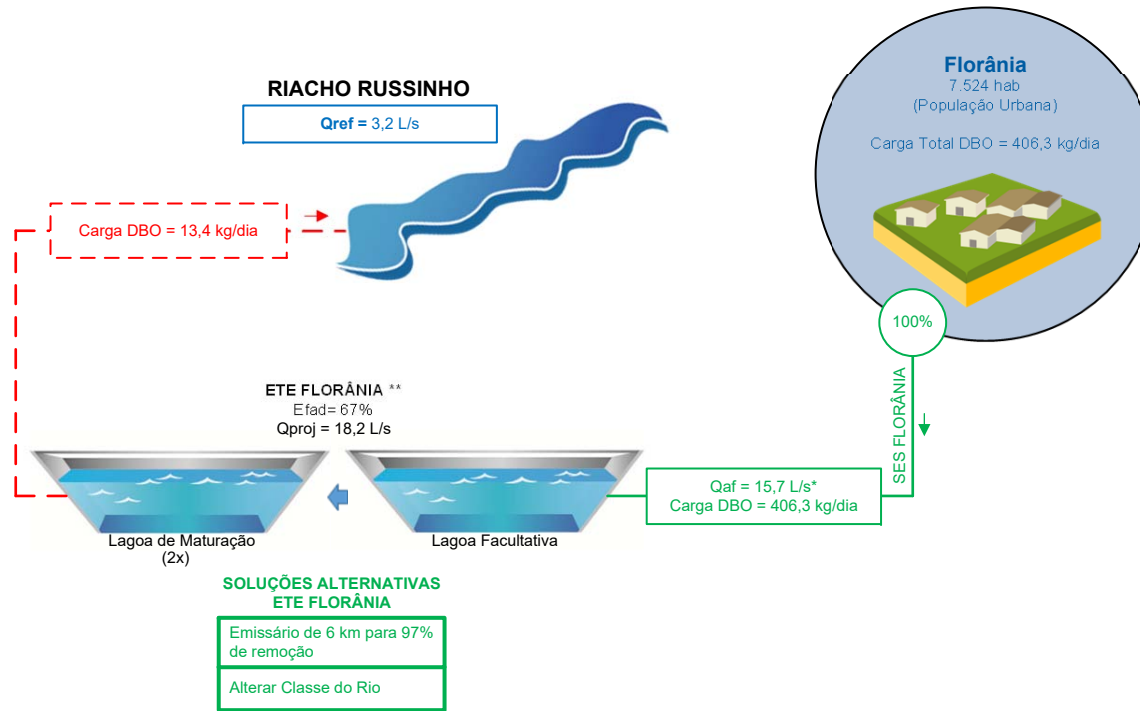 RIACHO RUSSINHO
Qref = 3,2 L/s
Florânia
7.524 hab
(População Urbana)
Carga Total DBO = 406,3 kg/dia
Carga DBO = 13,4 kg/dia
100%
SES FLORÂNIA
ETE FLORÂNIA **
Efad= 67%
Qproj = 18,2 L/s
Qaf = 15,7 L/s*
Carga DBO = 406,3 kg/dia
Lagoa de Maturação
(2x)
Lagoa Facultativa
SOLUÇÕES ALTERNATIVAS
ETE FLORÂNIA
Emissário de 6 km para 97%
de remoção
Alterar Classe do Rio